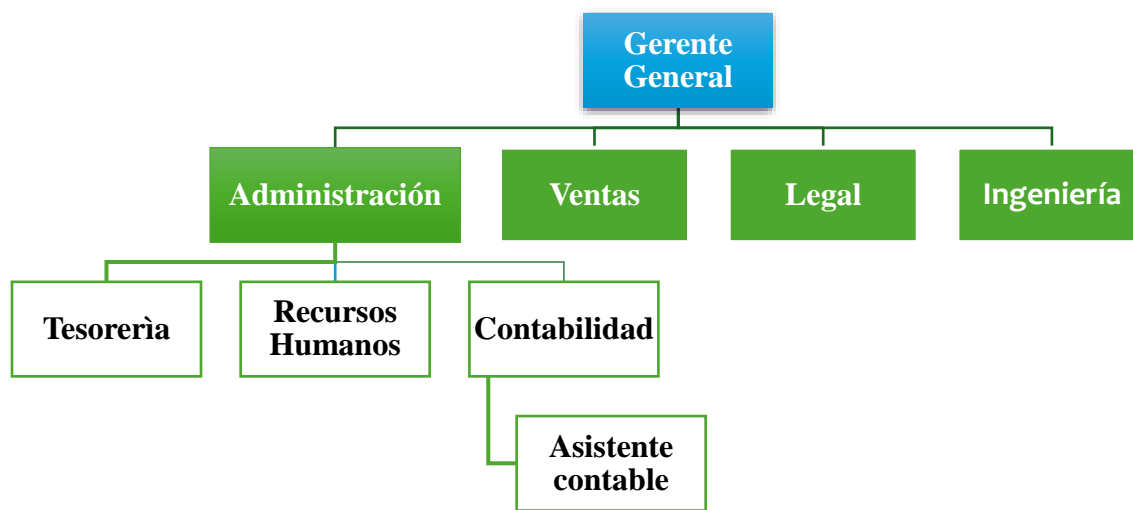 Gerente
General
Administración
Ventas
Legal
Ingeniería
Tesorerìa
Recursos
Humanos
Contabilidad
Asistente
contable